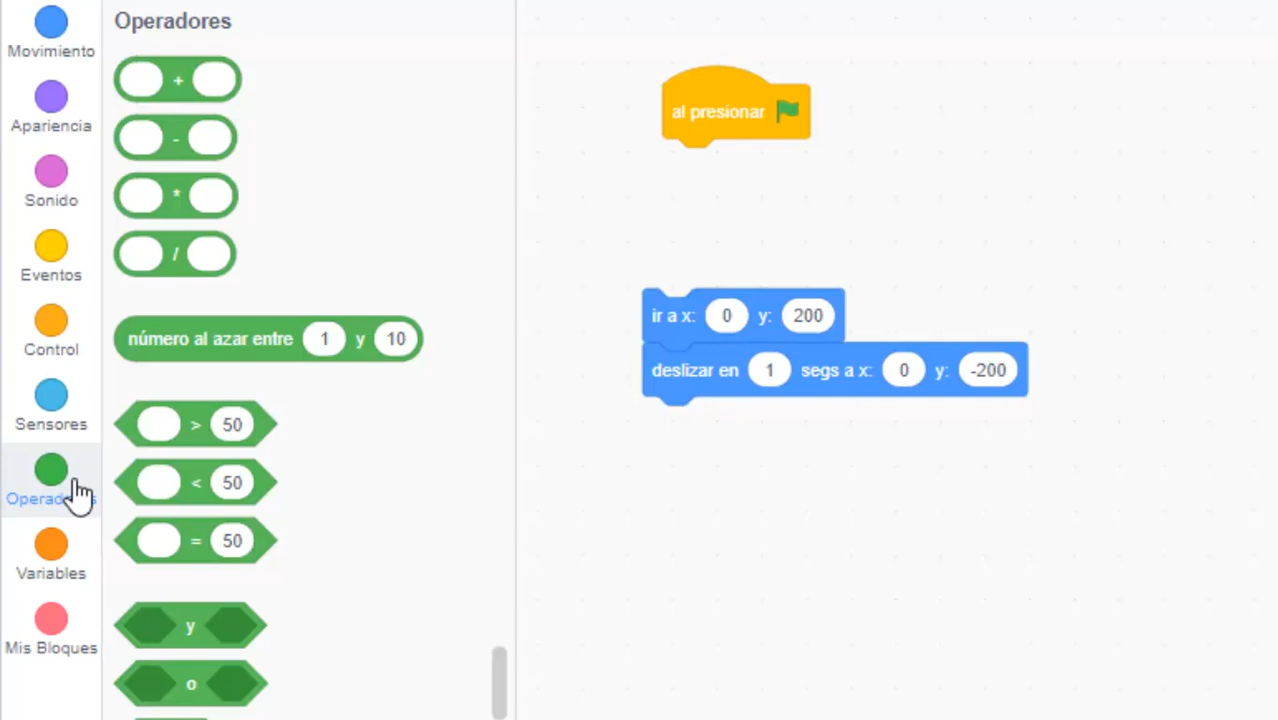 Movimiento
Apariencia
Sonido
Eventos
Control
Sensores
Variables
Mis Bloques
Operadores
+
-
*
/
número al azar entre 1 y 10
> 50
< 50
= 50
y
o
al presionar
ir a x: 0 y: 200
deslizar en 1 segs a x: 0 y: -200